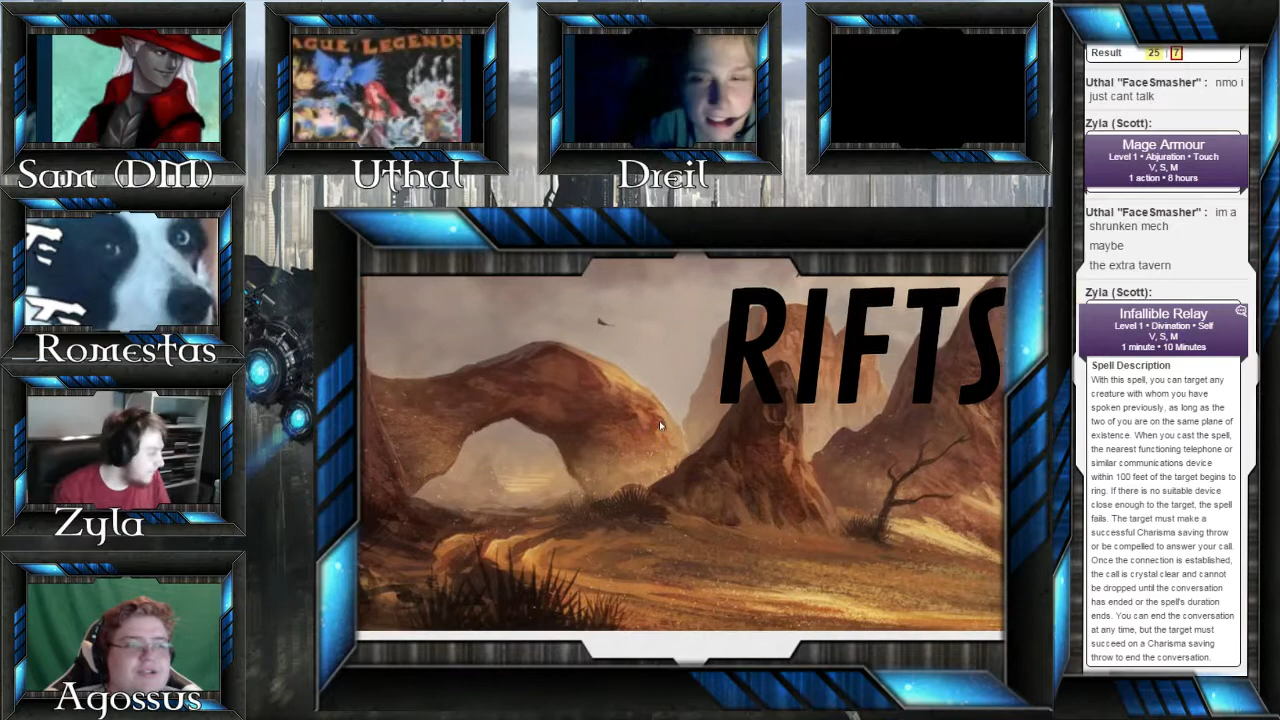 AGUE LEGENDS
Sam (DM)
Uthal
Dreil
Romestas
Zyla
Agossus
RIFTS
Result 25 | 7
Uthal "FaceSmasher" : nmo i
just cant talk
Zyla (Scott):
Mage Armour
Level 1 • Abjuration • Touch
V, S, M
1 action • 8 hours
Uthal "FaceSmasher" : im a
shrunken mech
maybe
the extra tavern
Zyla (Scott):
Infallible Relay
Level 1 • Divination • Self
V, S, M
1 minute • 10 Minutes
Spell Description
With this spell, you can target any
creature with whom you have
spoken previously, as long as the
two of you are on the same plane of
existence. When you cast the spell,
the nearest functioning telephone or
similar communications device
within 100 feet of the target begins to
ring. If there is no suitable device
close enough to the target, the spell
fails. The target must make a
successful Charisma saving throw
or be compelled to answer your call.
Once the connection is established,
the call is crystal clear and cannot
be dropped until the conversation
has ended or the spell's duration
ends. You can end the conversation
at any time, but the target must
succeed on a Charisma saving
throw to end the conversation.